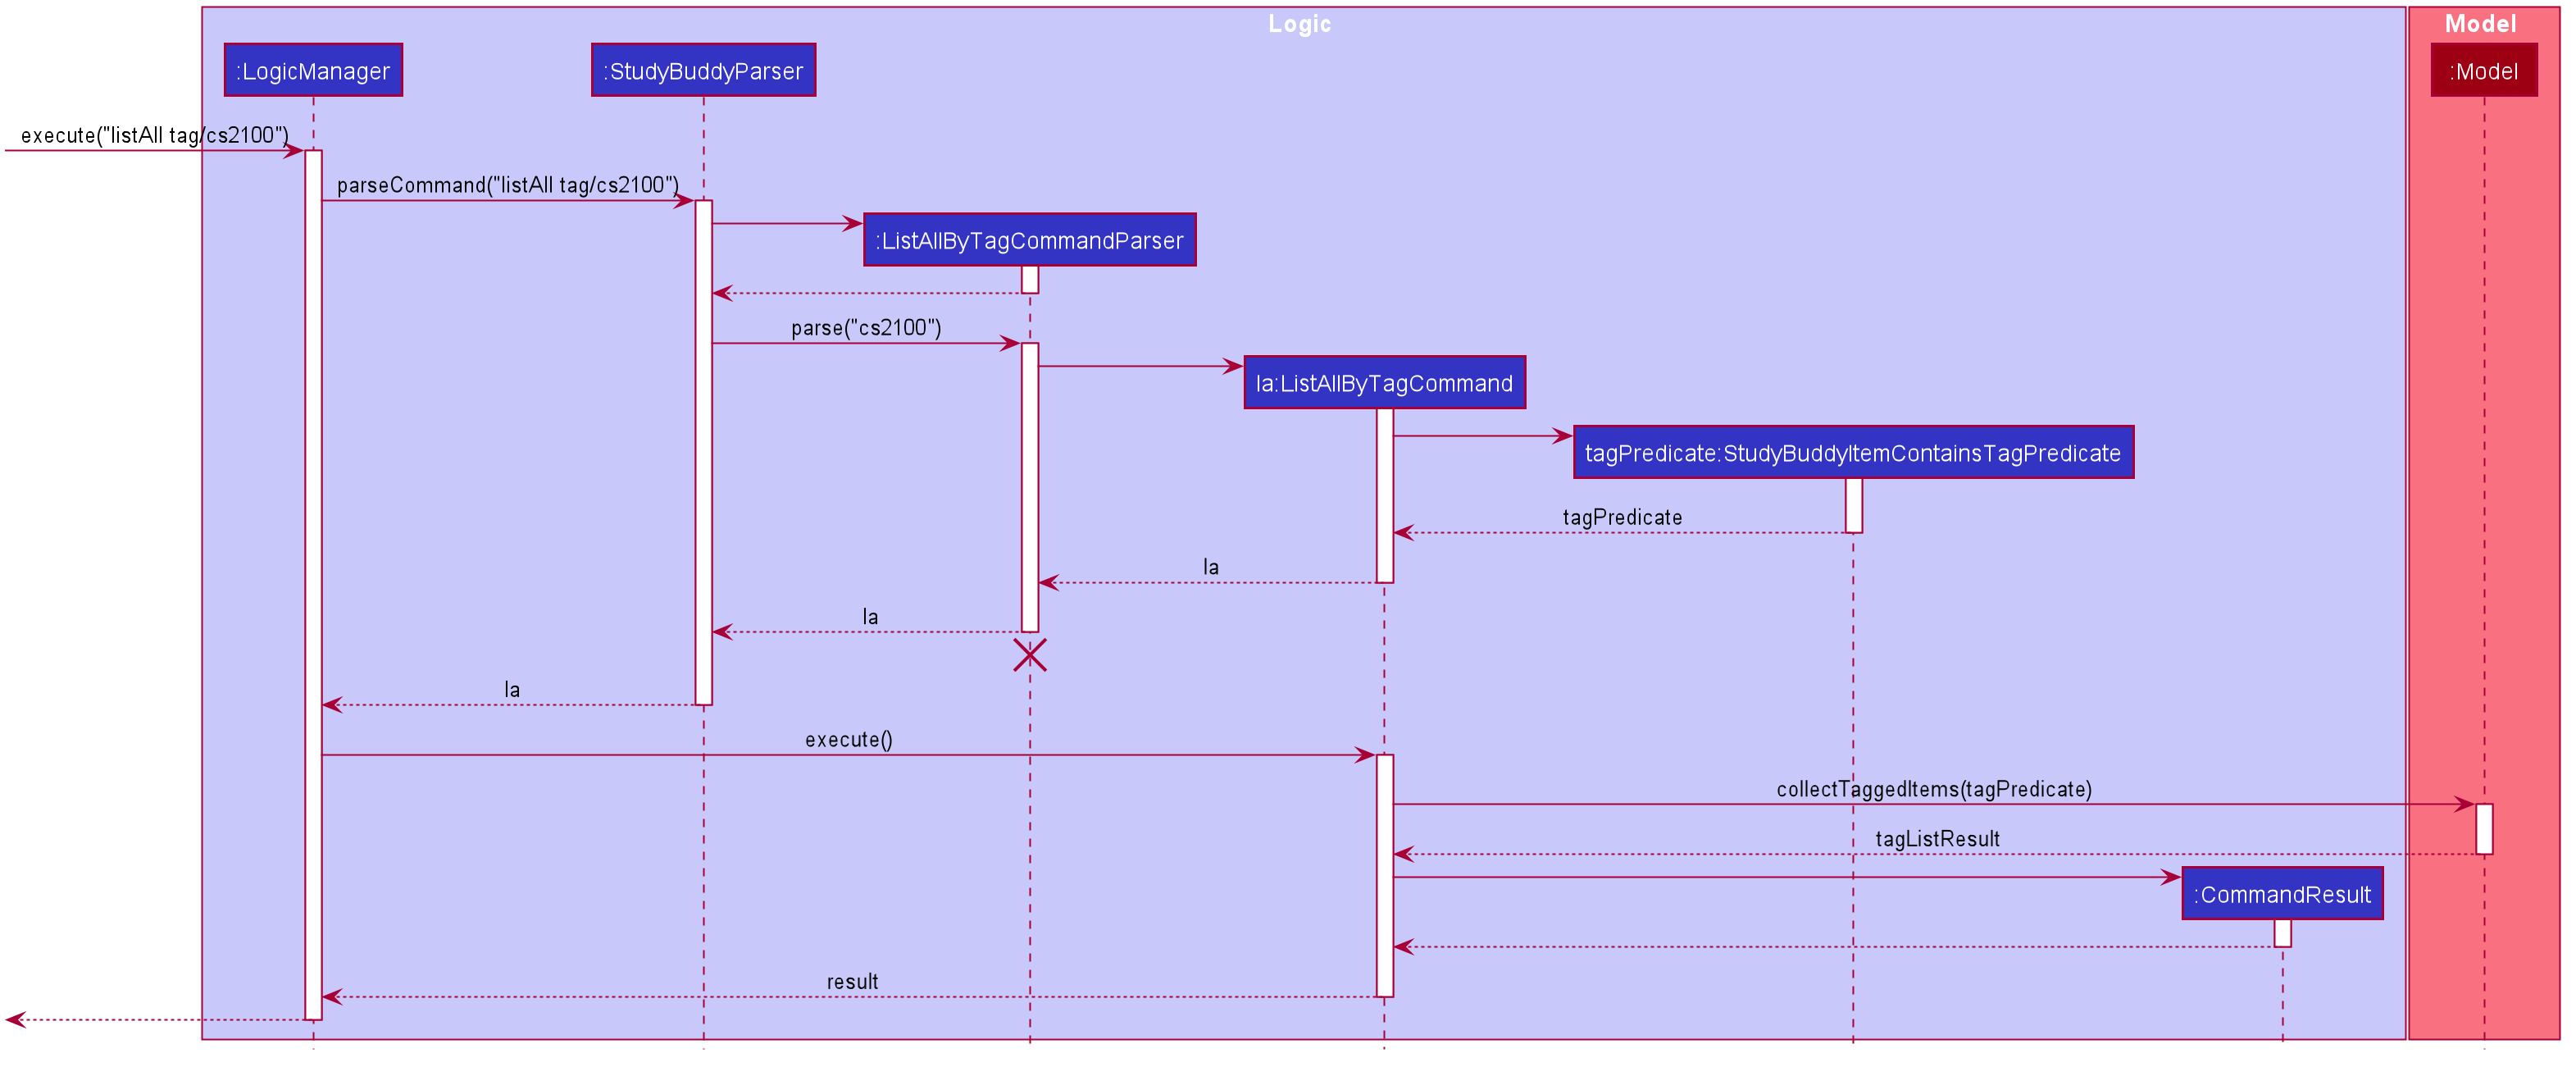 Logic
Model
:LogicManager
:StudyBuddyParser
:Model
execute("listAll tag/cs2100")
parseCommand("listAll tag/cs2100")
:ListAllByTagCommandParser
parse("cs2100")
la:ListAllByTagCommand
tagPredicate:StudyBuddyItemContainsTagPredicate
tagPredicate
la
la
la
execute()
collectTaggedItems(tagPredicate)
tagListResult
:CommandResult
result